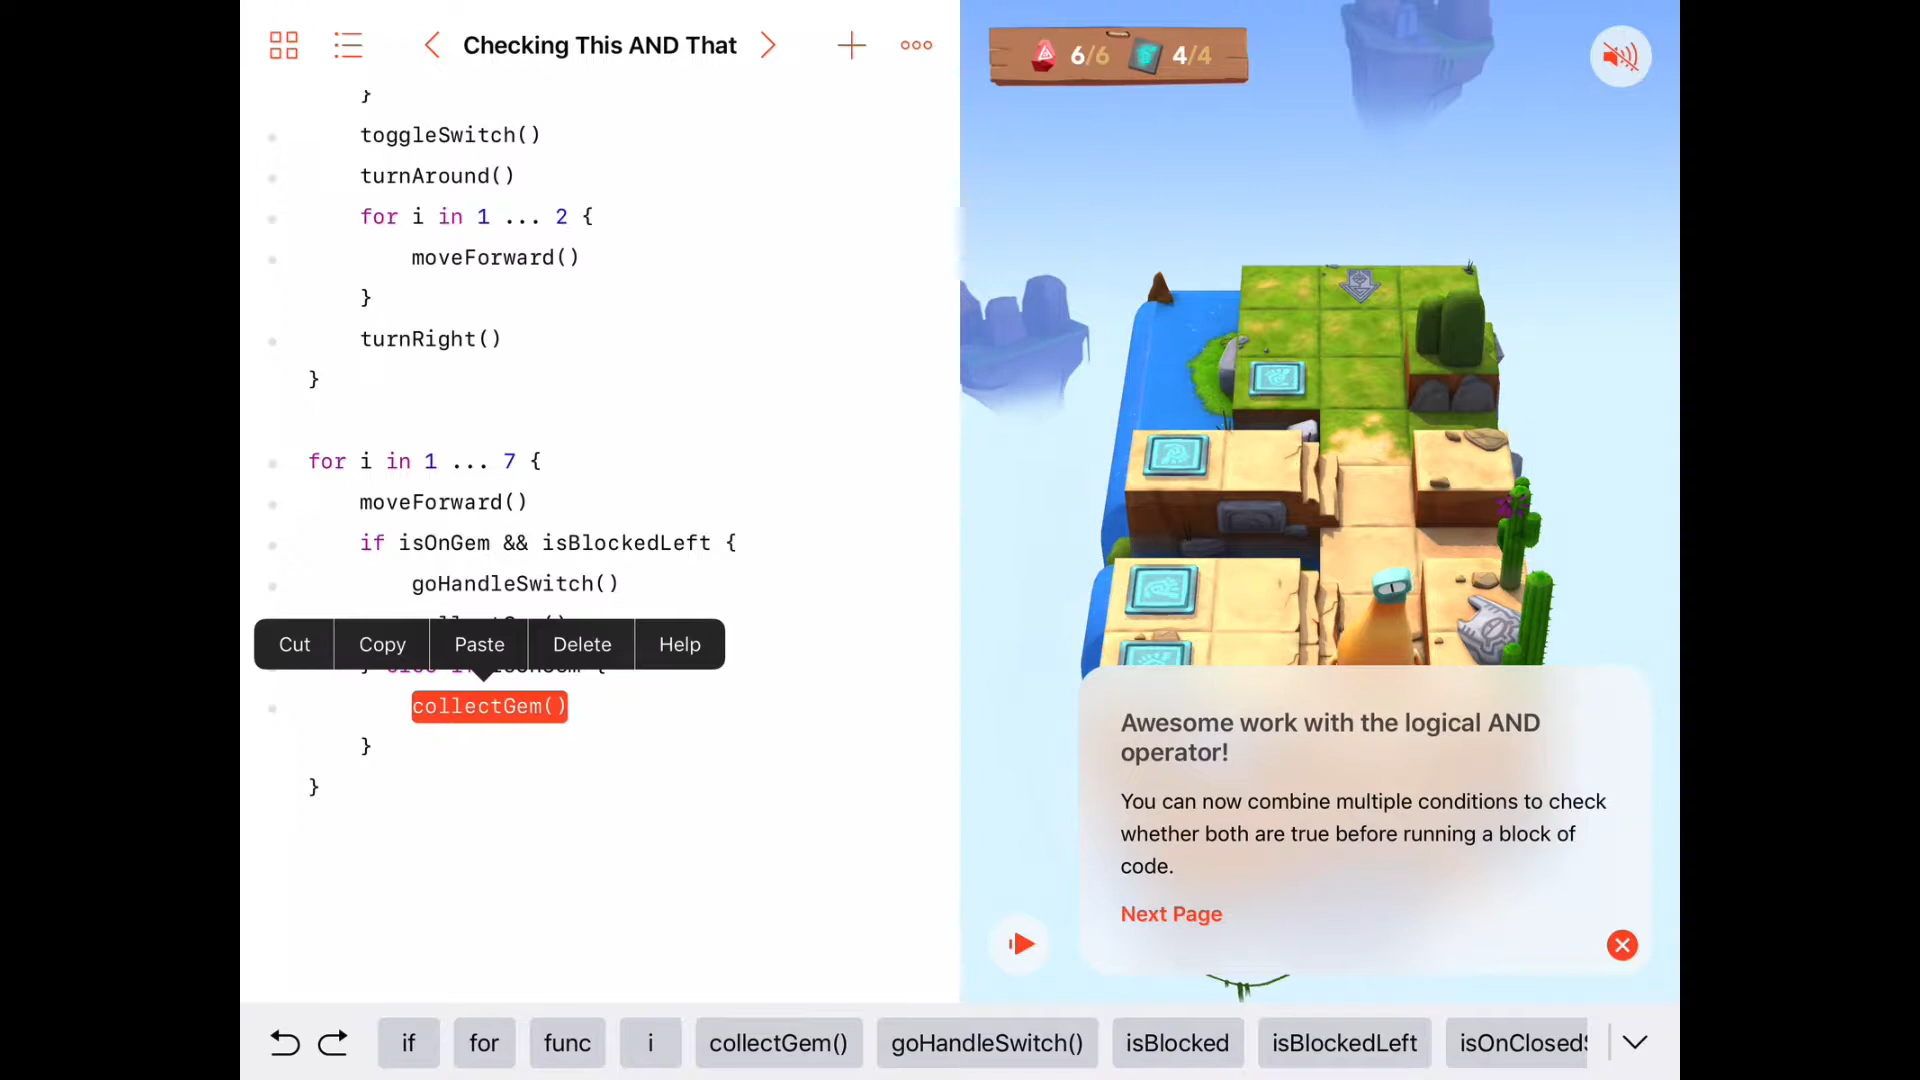 Checking This AND That
}
toggleSwitch()
turnAround()
for i in 1 ... 2 {
moveForward()
}
turnRight()
}
for i in 1 ... 7 {
moveForward()
if isOnGem && isBlockedLeft {
goHandleSwitch()
Cut Copy Paste Delete Help
collectGem()
}
}
6/6 4/4
Awesome work with the logical AND
operator!
You can now combine multiple conditions to check
whether both are true before running a block of
code.
Next Page
if for func i collectGem() goHandleSwitch() isBlocked isBlockedLeft isOnClosedS